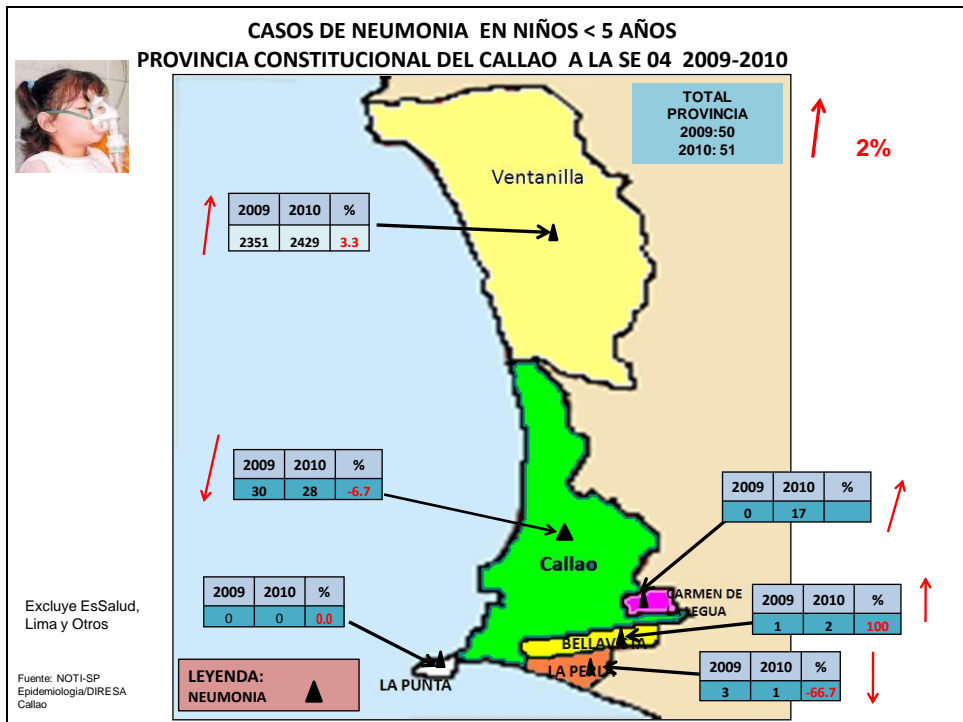 CASOS DE NEUMONIA EN NIÑOS < 5 AÑOS
PROVINCIA CONSTITUCIONAL DEL CALLAO A LA SE 04 2009-2010
TOTAL
PROVINCIA
2009:50
2010: 51
2%
Ventanilla
2009 2010 %
2351 2429 3.3
2009 2010 %
30 28 -6.7
2009 2010 %
0 17
Callao
2009 2010 %
0 0 0.0
CARMEN DE
2009 2010 %
1 2 100
BELLAVISTA
LA PERLA
2009 2010 %
3 1 -66.7
LA PUNTA
Excluye EsSalud,
Lima y Otros
LEYENDA:
NEUMONIA
Fuente: NOTI-SP
Epidemiologia/DIRESA
Callao